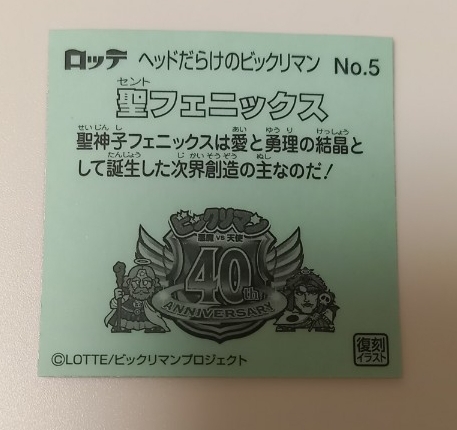 ロッテ ヘッドだらけのビックリマン No.5
セント
聖フェニックス
せいじん し あい ゆう り けっしょう
聖神子フェニックスは愛と勇理の結晶と
たんじょう じ かいそうぞう ぬし
して誕生した次界創造の主なのだ!
ビックリマン
悪魔 VS 天使
40th
ANNIVERSARY
©LOTTE/ビックリマンプロジェクト
復刻
イラスト